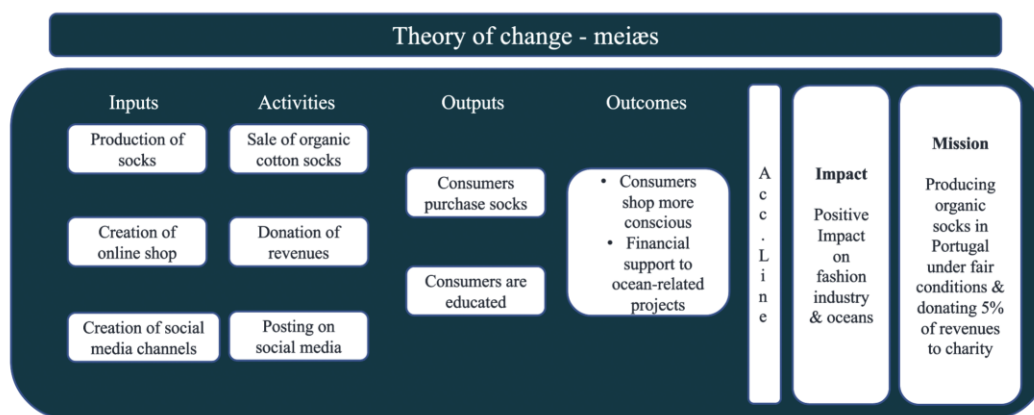 Theory of change - meiæs
Inputs
Production of
socks
Creation of
online shop
Creation of social
media channels
Activities
Sale of organic
cotton socks
Donation of
revenues
Posting on
social media
Outputs
Consumers
purchase socks
Consumers are
educated
Outcomes
• Consumers
shop more
conscious
• Financial
support to
ocean-related
projects
Acc.Line
Impact
Positive
Impact
on
fashion
industry
& oceans
Mission
Producing
organic
socks in
Portugal
under fair
conditions &
donating 5%
of revenues
to charity